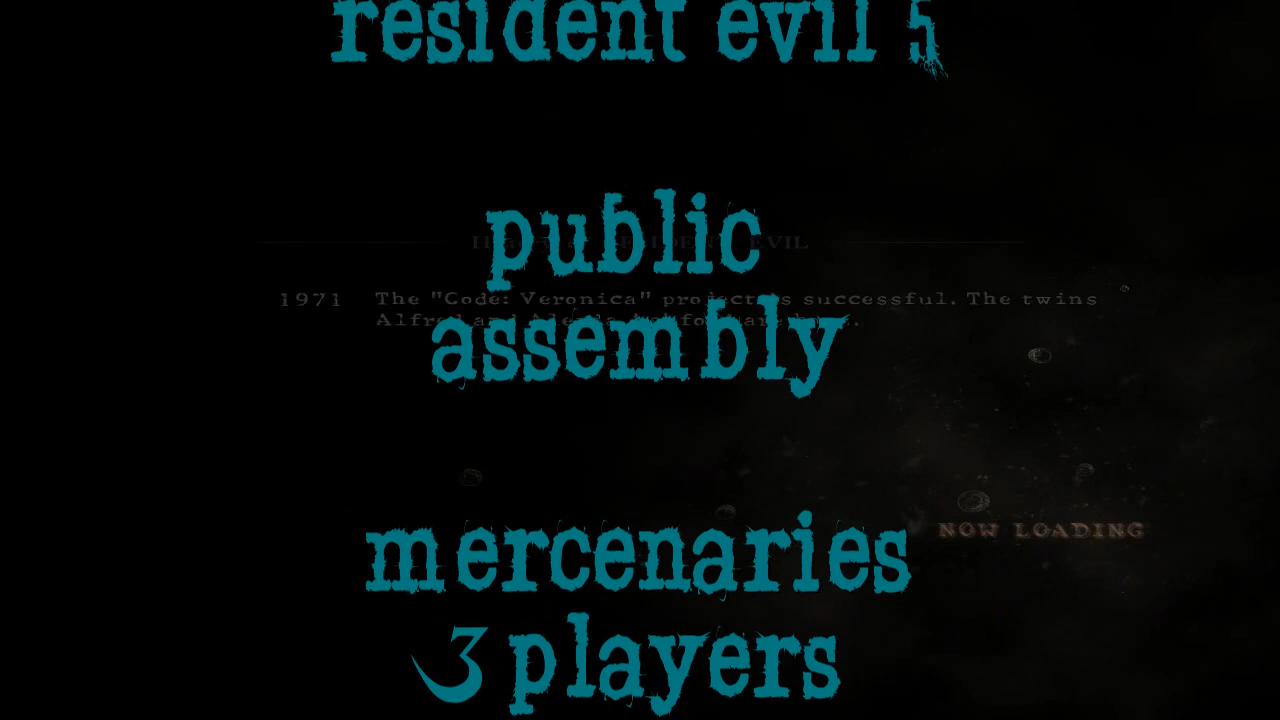 resident evil 5
public
EVIL
1971 The "Code: Veronica" project is successful. The twins
assembly
NOW LOADING
mercenaries
3 players